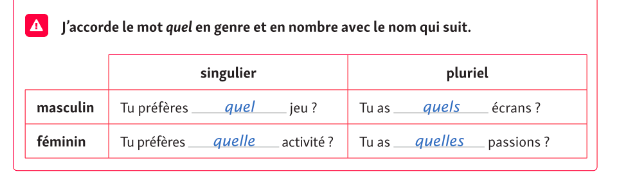 J'accorde le mot quel en genre et en nombre avec le nom qui suit.
singulier pluriel
masculin Tu préfères quel jeu ? Tu as quels écrans ?
féminin Tu préfères quelle activité ? Tu as quelles passions ?